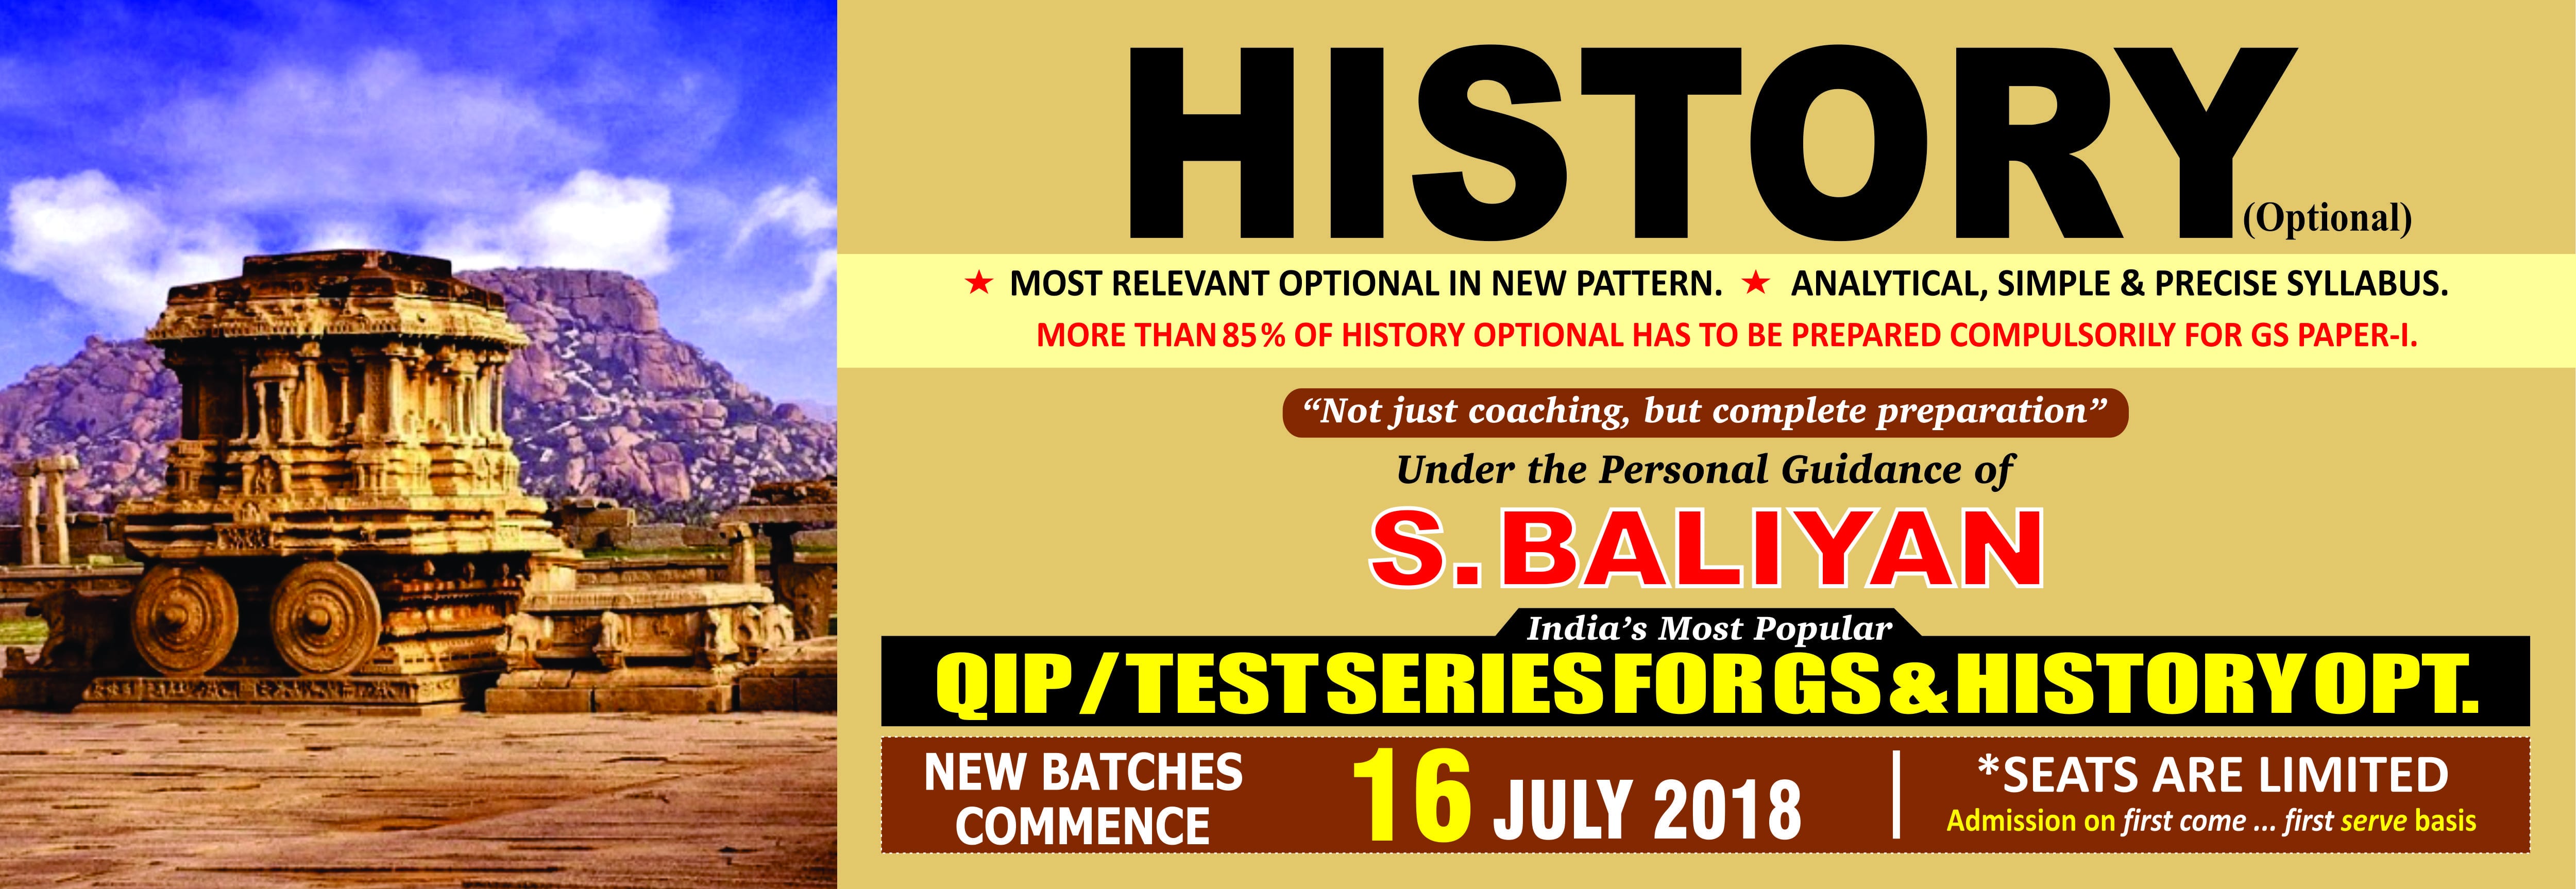 HISTORY
(Optional)
★ MOST RELEVANT OPTIONAL IN NEW PATTERN. ★ ANALYTICAL, SIMPLE & PRECISE SYLLABUS.
MORE THAN 85% OF HISTORY OPTIONAL HAS TO BE PREPARED COMPULSORILY FOR GS PAPER-I.
“Not just coaching, but complete preparation”
Under the Personal Guidance of
S. BALIYAN
India’s Most Popular
QIP / TEST SERIES FOR GS & HISTORY OPT.
NEW BATCHES
COMMENCE
16 JULY 2018
*SEATS ARE LIMITED
Admission on first come ... first serve basis